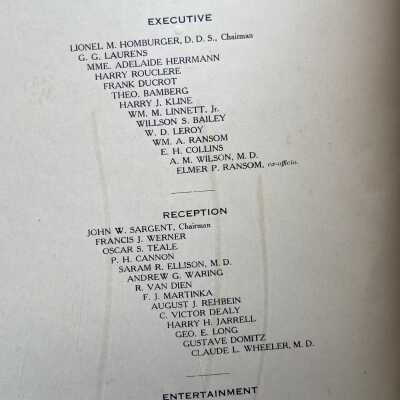 EXECUTIVE
LIONEL M. HOMBURGER, D. D. S., Chairman
G. G. LAURENS
MME. ADELAIDE HERRMANN
HARRY ROUCLERE
FRANK DUCROT
THEO. BAMBERG
HARRY J. KLINE
WM. M. LINNETT, Jr.
WILLSON S. BAILEY
W. D. LEROY
WM. A. RANSOM
E. H. COLLINS
A. M. WILSON, M. D.
ELMER P. RANSOM, ex-officio.
RECEPTION
JOHN W. SARGENT, Chairman
FRANCIS J. WERNER
OSCAR S. TEALE
P. H. CANNON
SARAM R. ELLISON, M. D.
ANDREW G. WARING
R. VAN DIEN
F. J. MARTINKA
AUGUST J. REHBEIN
C. VICTOR DEALY
HARRY H. JARRELL
GEO. E. LONG
GUSTAVE DOMITZ
CLAUDE L. WHEELER, M. D.
ENTERTAINMENT